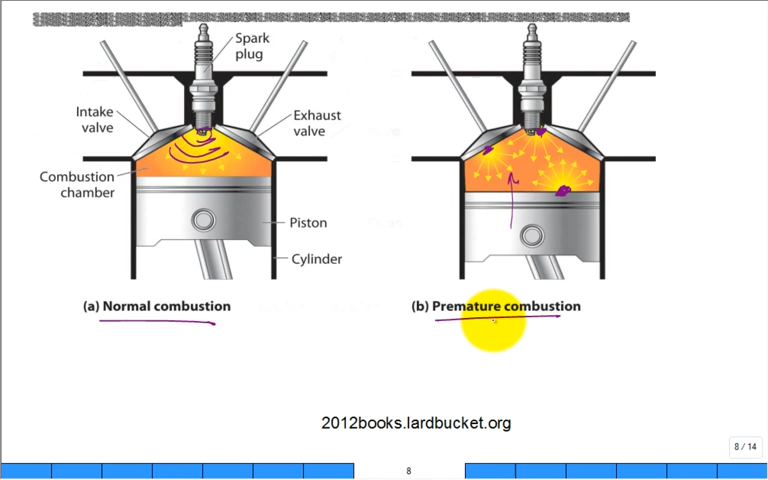 Spark
plug
Intake
valve
Exhaust
valve
Combustion
chamber
Piston
Cylinder
(a) Normal combustion
(b) Premature combustion
2012books.lardbucket.org
8 / 14
8